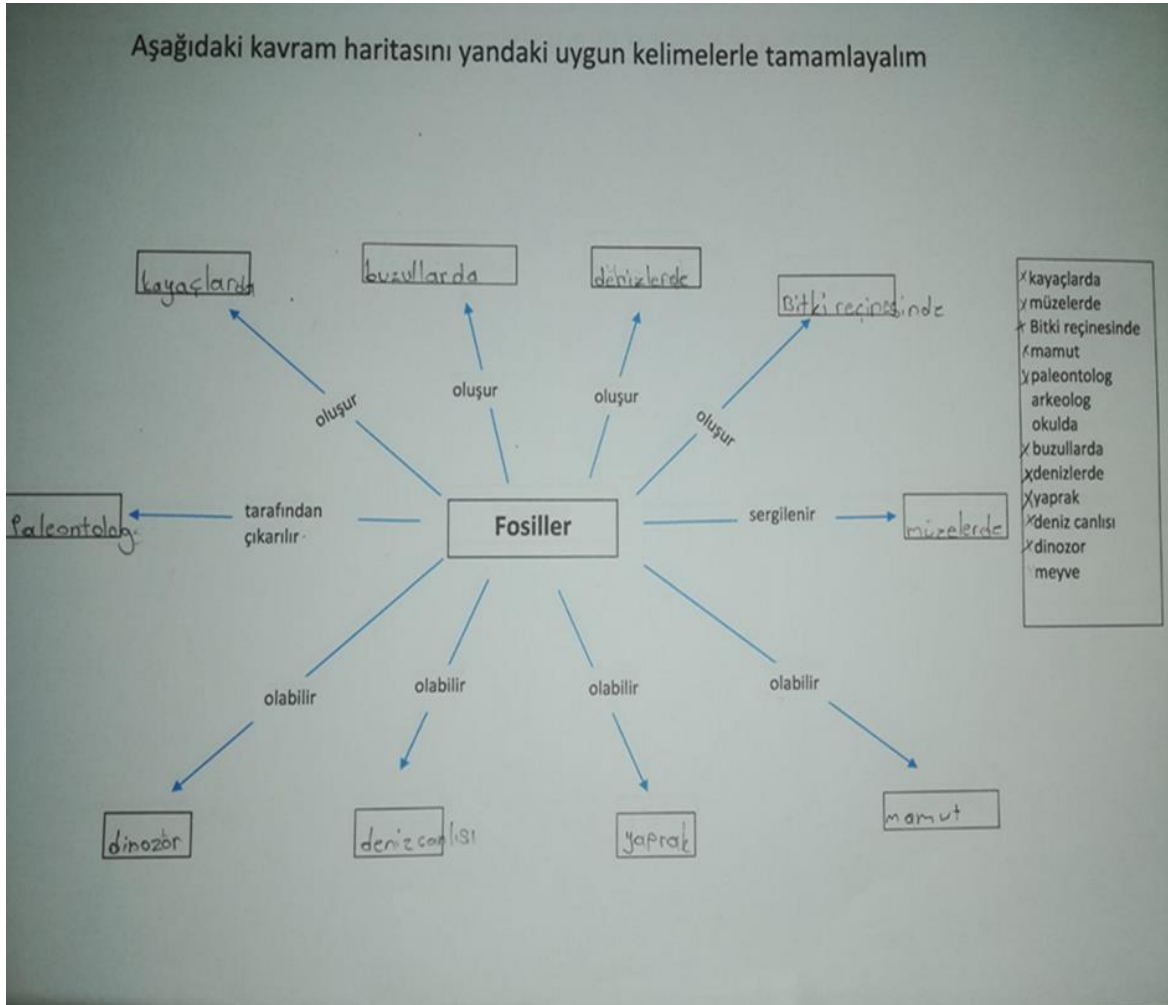 Aşağıdaki kavram haritasını yandaki uygun kelimelerle tamamlayalım
kayaçlarda
buzullarda
denizlerde
Bitki reçinesinde
oluşur
oluşur
oluşur
oluşur
Paleontolog
tarafından
çıkarılır
Fosiller
sergilenir
müzelerde
olabilir
olabilir
olabilir
olabilir
dinozor
deniz canlısı
yaprak
mamut
x kayaçlarda
x müzelerde
x Bitki reçinesinde
x mamut
x paleontolog
arkeolog
okulda
x buzullarda
x denizlerde
x yaprak
x deniz canlısı
x dinozor
meyve